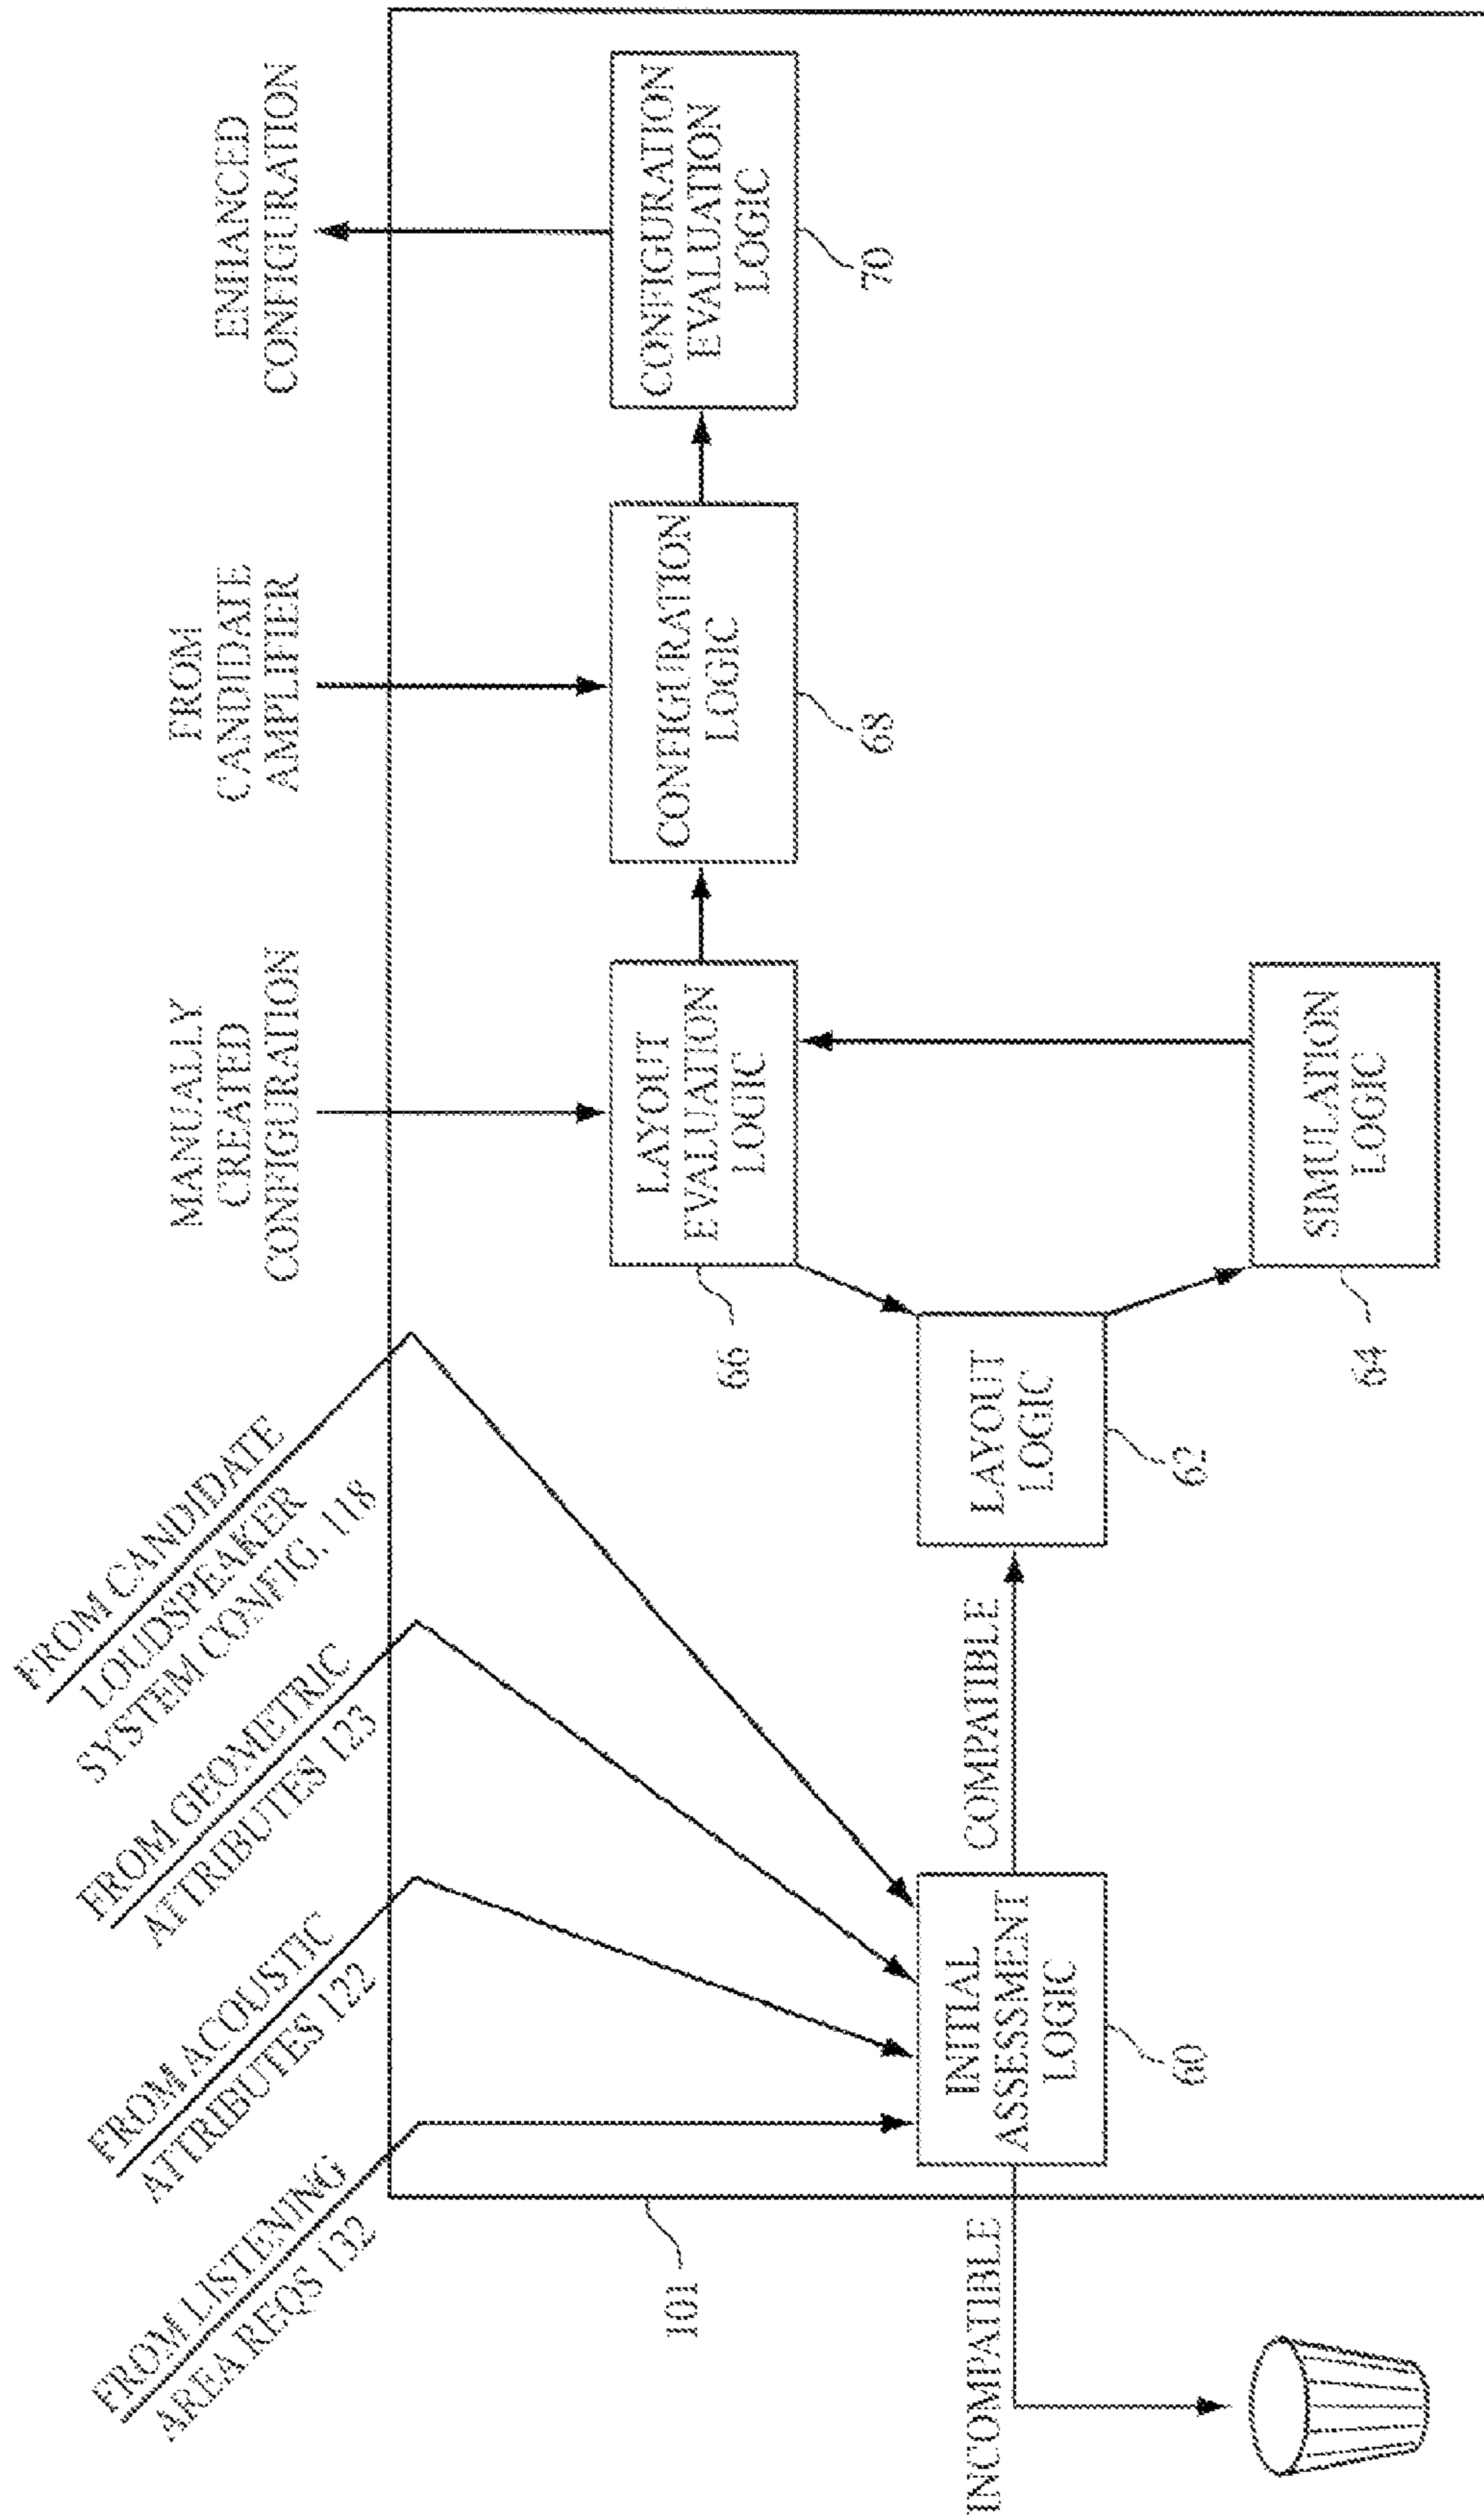 FROM LISTENING
AREA REQS 132
FROM ACOUSTIC
ATTRIBUTES 122
FROM GEOMETRIC
ATTRIBUTES 123
FROM CANDIDATE
LOUDSPEAKER
SYSTEM CONFIG. 118
MANUALLY
CREATED
CONFIGURATION
FROM
CANDIDATE
AMPLIFIER
ENHANCED
CONFIGURATION
101
LAYOUT
EVALUATION
LOGIC
66
CONFIGURATION
LOGIC
68
CONFIGURATION
EVALUATION
LOGIC
70
INCOMPATIBLE
INITIAL
ASSESSMENT
LOGIC
60
COMPATIBLE
LAYOUT
LOGIC
62
SIMULATION
LOGIC
64